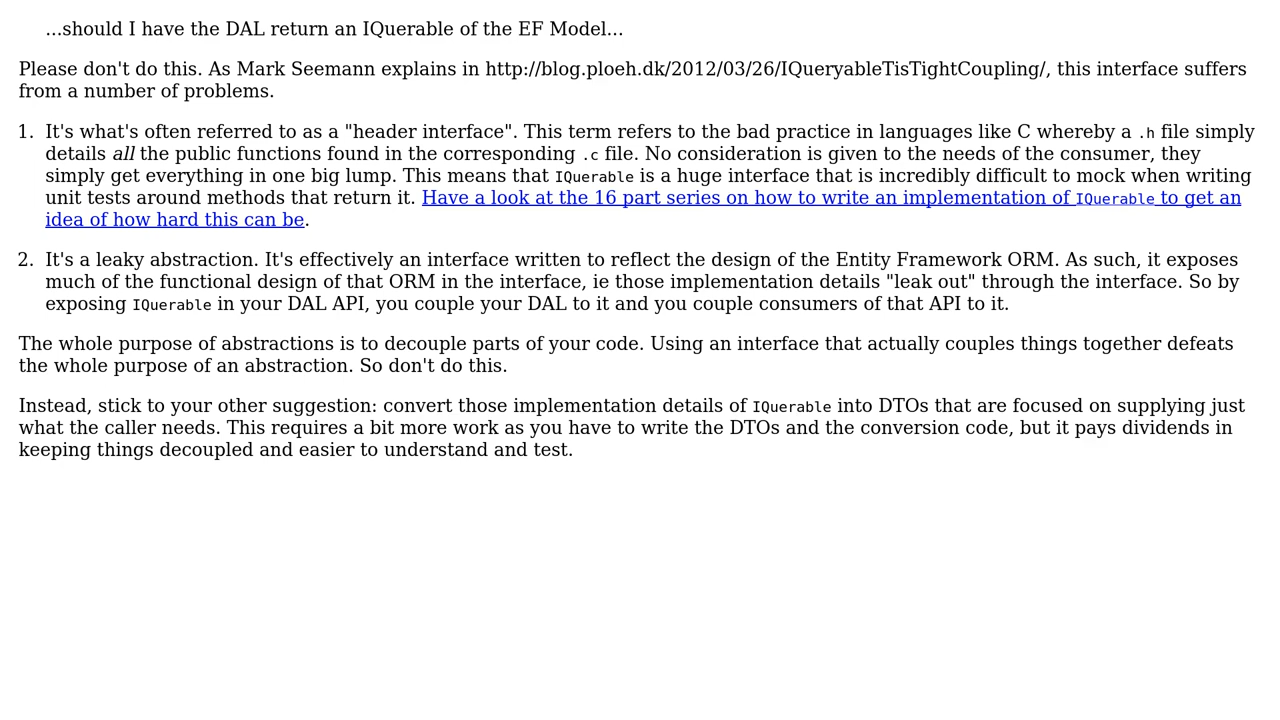 ...should I have the DAL return an IQuerable of the EF Model...
Please don't do this. As Mark Seemann explains in http://blog.ploeh.dk/2012/03/26/IQueryableTisTightCoupling/, this interface suffers
from a number of problems.
1. It's what's often referred to as a "header interface". This term refers to the bad practice in languages like C whereby a .h file simply
details all the public functions found in the corresponding .c file. No consideration is given to the needs of the consumer, they
simply get everything in one big lump. This means that IQuerable is a huge interface that is incredibly difficult to mock when writing
unit tests around methods that return it. Have a look at the 16 part series on how to write an implementation of IQuerable to get an
idea of how hard this can be.
2. It's a leaky abstraction. It's effectively an interface written to reflect the design of the Entity Framework ORM. As such, it exposes
much of the functional design of that ORM in the interface, ie those implementation details "leak out" through the interface. So by
exposing IQuerable in your DAL API, you couple your DAL to it and you couple consumers of that API to it.
The whole purpose of abstractions is to decouple parts of your code. Using an interface that actually couples things together defeats
the whole purpose of an abstraction. So don't do this.
Instead, stick to your other suggestion: convert those implementation details of IQuerable into DTOs that are focused on supplying just
what the caller needs. This requires a bit more work as you have to write the DTOs and the conversion code, but it pays dividends in
keeping things decoupled and easier to understand and test.